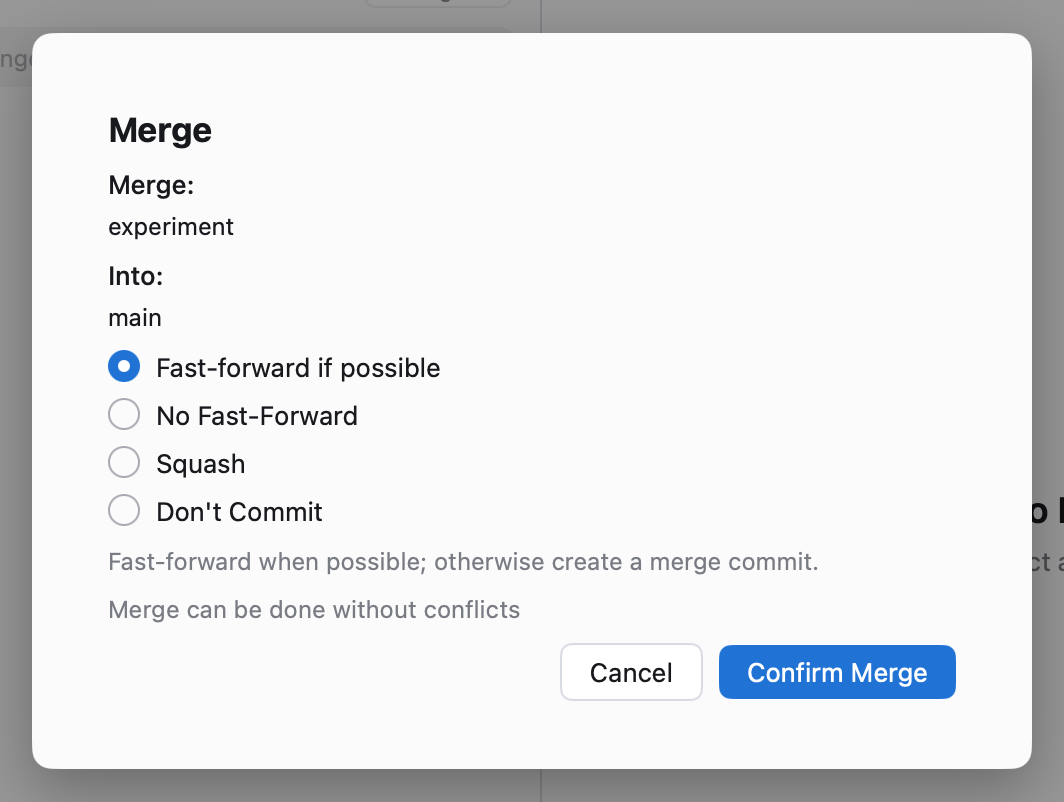 Merge
Merge:
experiment
Into:
main
Fast-forward if possible
No Fast-Forward
Squash
Don't Commit
Fast-forward when possible; otherwise create a merge commit.
Merge can be done without conflicts
Cancel
Confirm Merge